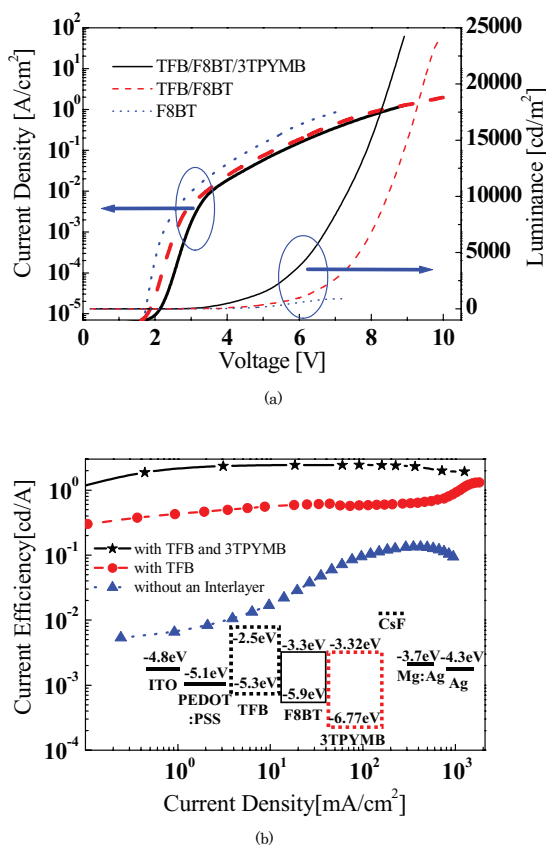 10^2
10^1
10^0
10^-1
10^-2
10^-3
10^-4
10^-5
Current Density [A/cm^2]
TFB/F8BT/3TPYMB
TFB/F8BT
F8BT
25000
20000
15000
10000
5000
0
Luminance [cd/m^2]
0 2 4 6 8 10
Voltage [V]
(a)
10^0
10^-1
10^-2
10^-3
10^-4
Current Efficiency[cd/A]
with TFB and 3TPYMB
with TFB
without an Interlayer
CsF
-2.5eV
-3.3eV
-3.32eV
-4.8eV
-3.7eV
-4.3eV
ITO
-5.1eV
-5.3eV
-5.9eV
Mg:Ag
Ag
PEDOT
:PSS
TFB
F8BT
-6.77eV
3TPYMB
10^0 10^1 10^2 10^3
Current Density[mA/cm^2]
(b)